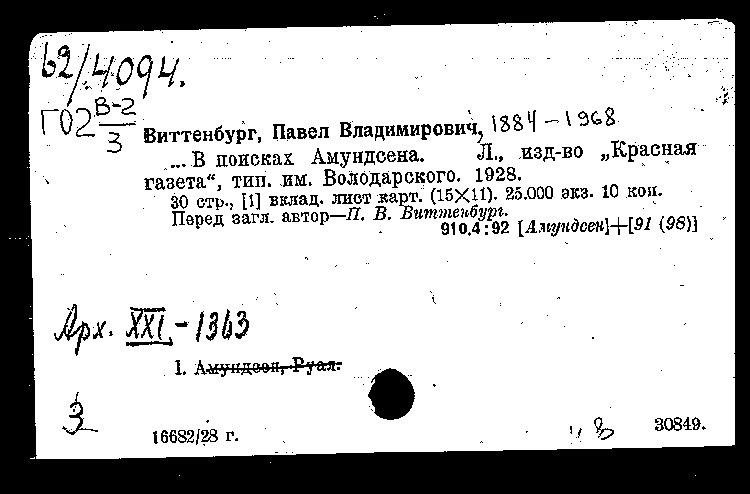 62/4094.
Г02 В-2/3
Виттенбург, Павел Владимирович, 1884 – 1968
... В поисках Амундсена. Л., изд-во „Красная
газета“, тип. им. Володарского. 1928.
30 стр., [1] вклад. лист карт. (15×11). 25.000 экз. 10 коп.
Перед загл. автор—П. В. Виттенбург.
910.4:92 [Амундсен]+[91 (98)]
Арх. XXI – 1363
1. Амундсен, Руал.
3
16682/28 г.
30849.